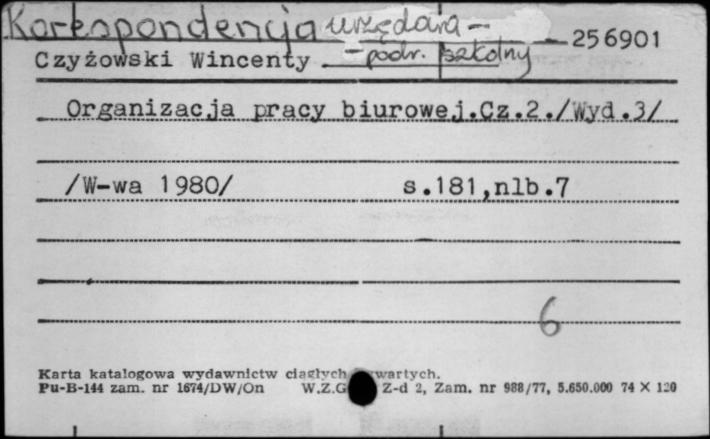 Korespondencja urzędowa -
- podr. szkolny
256901
Czyżowski Wincenty
Organizacja pracy biurowej.Cz.2./Wyd.3/
/W-wa 1980/ s.181,nlb.7
6
Karta katalogowa wydawnictw ciągłych wartych.
Pu-B-144 zam. nr 1674/DW/On W.Z.G Z-d 2, Zam. nr 988/77, 5.650.000 74 X 120